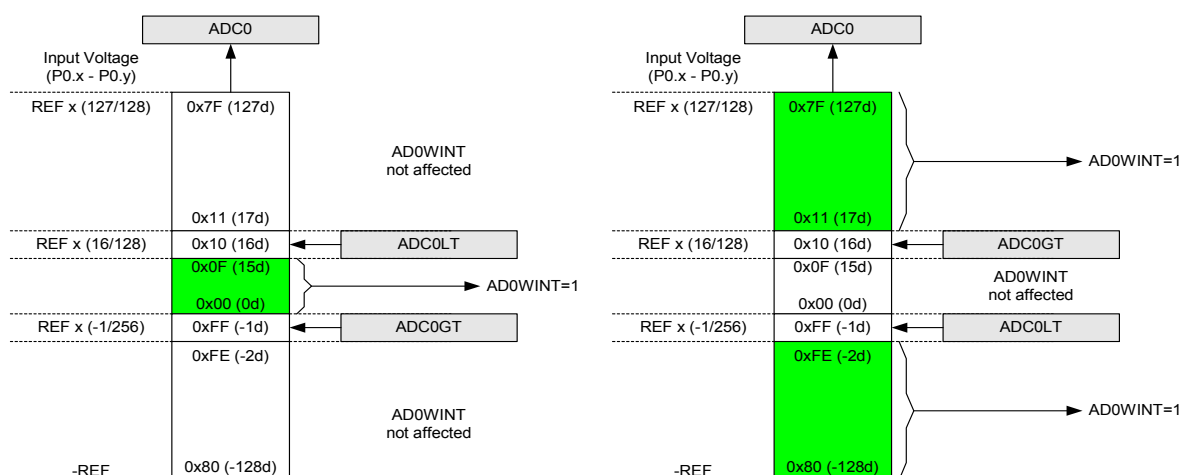 ADC0
Input Voltage
(P0.x - P0.y)
REF x (127/128)
0x7F (127d)
AD0WINT
not affected
0x11 (17d)
REF x (16/128)
0x10 (16d)
ADC0LT
0x0F (15d)
AD0WINT=1
0x00 (0d)
REF x (-1/256)
0xFF (-1d)
ADC0GT
0xFE (-2d)
AD0WINT
not affected
-REF
0x80 (-128d)
ADC0
Input Voltage
(P0.x - P0.y)
REF x (127/128)
0x7F (127d)
AD0WINT=1
0x11 (17d)
REF x (16/128)
0x10 (16d)
ADC0GT
0x0F (15d)
AD0WINT
not affected
0x00 (0d)
REF x (-1/256)
0xFF (-1d)
ADC0LT
0xFE (-2d)
AD0WINT=1
-REF
0x80 (-128d)